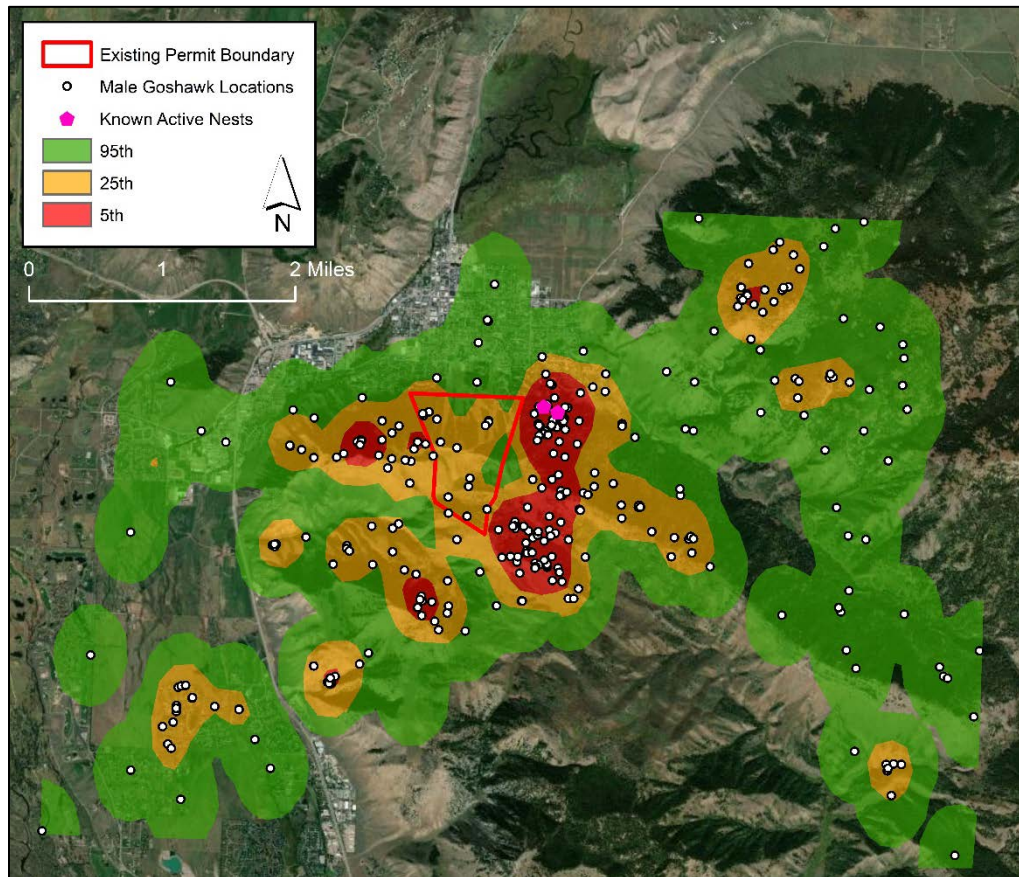 Existing Permit Boundary
Male Goshawk Locations
Known Active Nests
95th
25th
5th
N
0 1 2 Miles